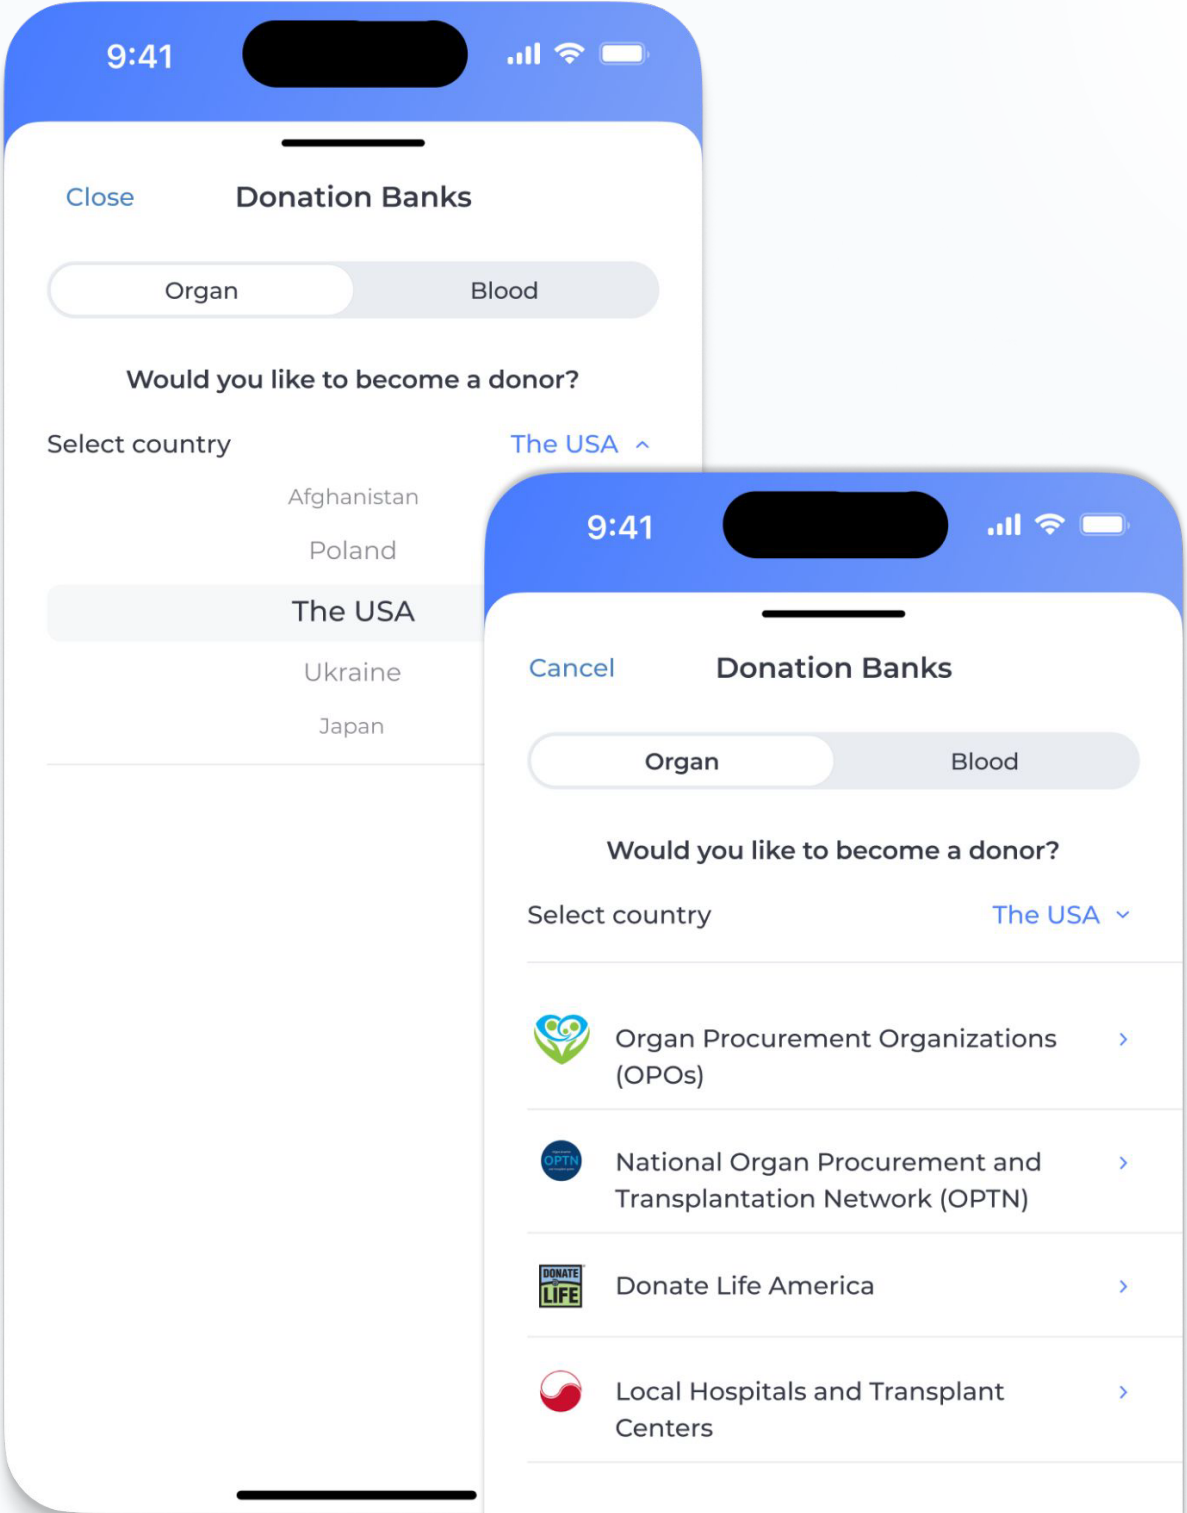 9:41
Close
Donation Banks
Organ
Blood
Would you like to become a donor?
Select country
The USA
Afghanistan
Poland
The USA
Ukraine
Japan
9:41
Cancel
Donation Banks
Organ
Blood
Would you like to become a donor?
Select country
The USA
Organ Procurement Organizations
(OPOs)
OPTN
National Organ Procurement and
Transplantation Network (OPTN)
DONATE
LIFE
Donate Life America
Local Hospitals and Transplant
Centers